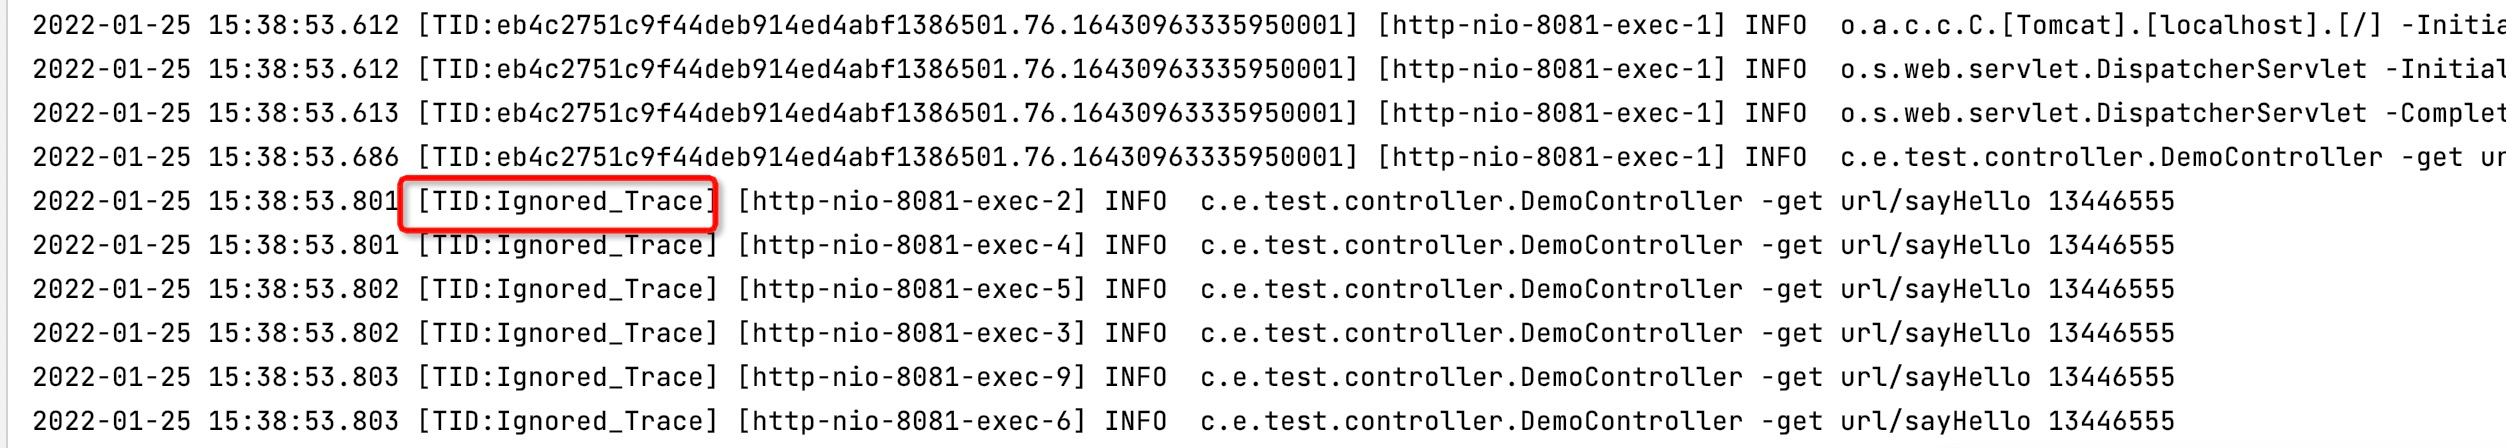 2022-01-25 15:38:53.612 [TID:eb4c2751c9f44deb914ed4abf1386501.76.16430963335950001] [http-nio-8081-exec-1] INFO  o.a.c.c.C.[Tomcat].[localhost].[/] -Initia
2022-01-25 15:38:53.612 [TID:eb4c2751c9f44deb914ed4abf1386501.76.16430963335950001] [http-nio-8081-exec-1] INFO  o.s.web.servlet.DispatcherServlet -Initial
2022-01-25 15:38:53.613 [TID:eb4c2751c9f44deb914ed4abf1386501.76.16430963335950001] [http-nio-8081-exec-1] INFO  o.s.web.servlet.DispatcherServlet -Complet
2022-01-25 15:38:53.686 [TID:eb4c2751c9f44deb914ed4abf1386501.76.16430963335950001] [http-nio-8081-exec-1] INFO  c.e.test.controller.DemoController -get ur
2022-01-25 15:38:53.801 [TID:Ignored_Trace] [http-nio-8081-exec-2] INFO  c.e.test.controller.DemoController -get url/sayHello 13446555
2022-01-25 15:38:53.801 [TID:Ignored_Trace] [http-nio-8081-exec-4] INFO  c.e.test.controller.DemoController -get url/sayHello 13446555
2022-01-25 15:38:53.802 [TID:Ignored_Trace] [http-nio-8081-exec-5] INFO  c.e.test.controller.DemoController -get url/sayHello 13446555
2022-01-25 15:38:53.802 [TID:Ignored_Trace] [http-nio-8081-exec-3] INFO  c.e.test.controller.DemoController -get url/sayHello 13446555
2022-01-25 15:38:53.803 [TID:Ignored_Trace] [http-nio-8081-exec-9] INFO  c.e.test.controller.DemoController -get url/sayHello 13446555
2022-01-25 15:38:53.803 [TID:Ignored_Trace] [http-nio-8081-exec-6] INFO  c.e.test.controller.DemoController -get url/sayHello 13446555